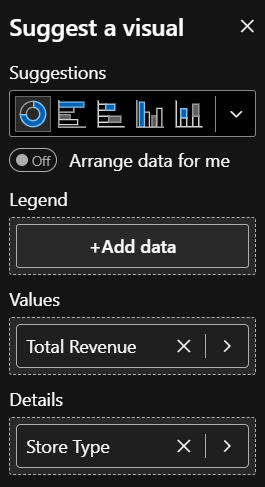 Suggest a visual
Suggestions
Off
Arrange data for me
Legend
+Add data
Values
Total Revenue
Details
Store Type